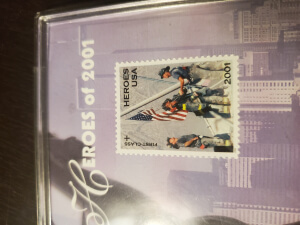 HEROES of 2001
HEROES
USA
2001
FIRST-CLASS +